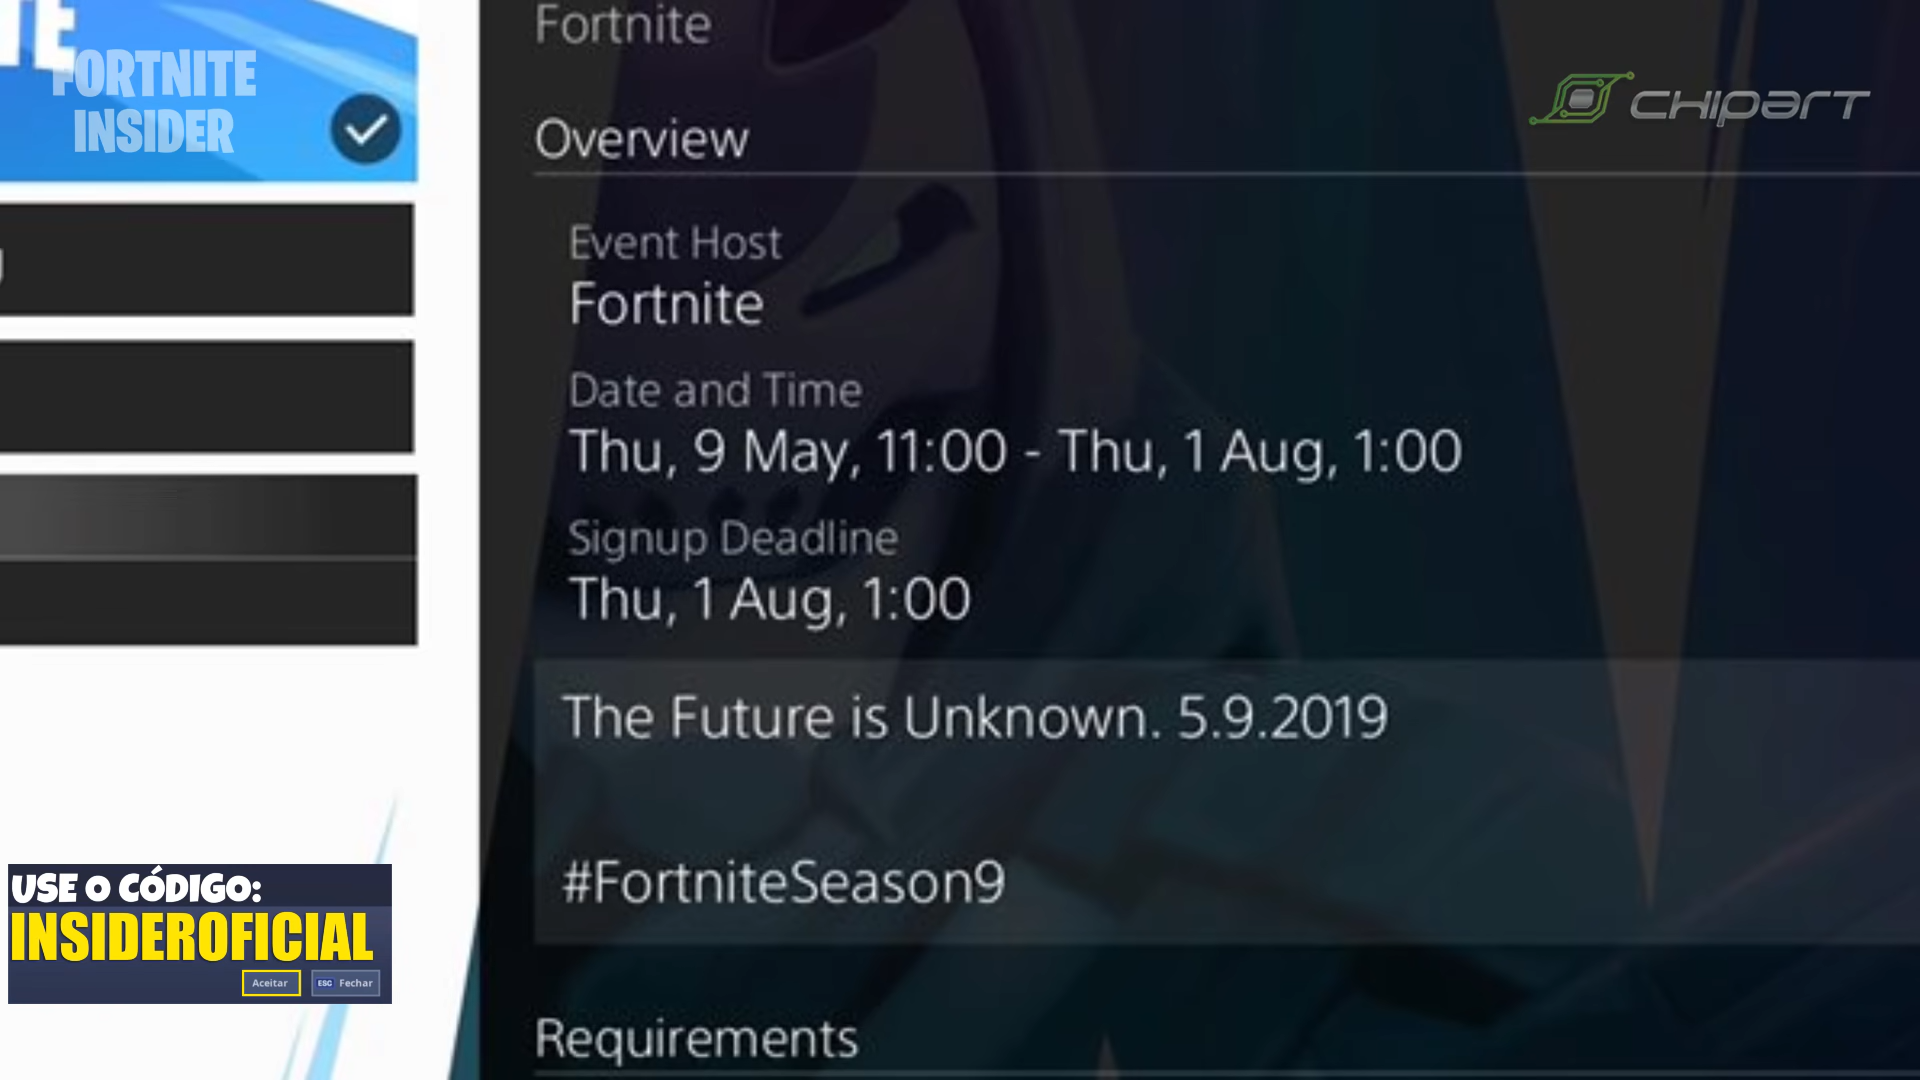 TE
FORTNITE
INSIDER
Fortnite
CHIPART
Overview
Event Host
Fortnite
Date and Time
Thu, 9 May, 11:00 - Thu, 1 Aug, 1:00
Signup Deadline
Thu, 1 Aug, 1:00
The Future is Unknown. 5.9.2019
#FortniteSeason9
USE O CÓDIGO:
INSIDEROFICIAL
Aceitar
ESC Fechar
Requirements